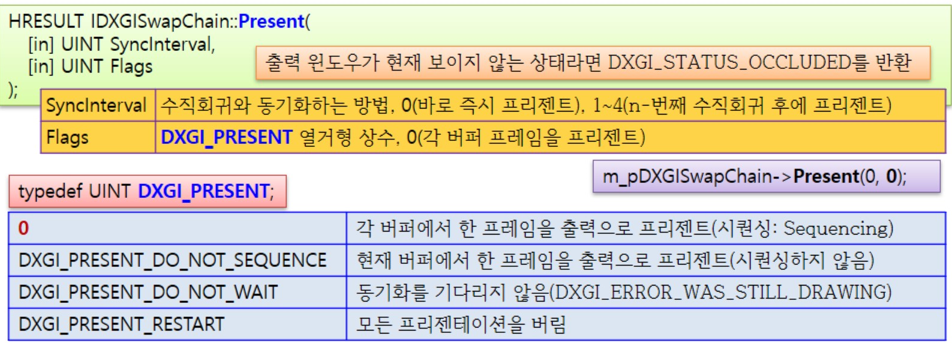 HRESULT IDXGISwapChain::Present(
[in] UINT SyncInterval,
[in] UINT Flags
);
출력 윈도우가 현재 보이지 않는 상태라면 DXGI_STATUS_OCCLUDED를 반환
SyncInterval 수직회귀와 동기화하는 방법, 0(바로 즉시 프리젠트), 1~4(n-번째 수직회귀 후에 프리젠트)
Flags DXGI_PRESENT 열거형 상수, 0(각 버퍼 프레임을 프리젠트)
typedef UINT DXGI_PRESENT;
m_pDXGISwapChain->Present(0, 0);
0 각 버퍼에서 한 프레임을 출력으로 프리젠트(시퀀싱: Sequencing)
DXGI_PRESENT_DO_NOT_SEQUENCE 현재 버퍼에서 한 프레임을 출력으로 프리젠트(시퀀싱하지 않음)
DXGI_PRESENT_DO_NOT_WAIT 동기화를 기다리지 않음(DXGI_ERROR_WAS_STILL_DRAWING)
DXGI_PRESENT_RESTART 모든 프리젠테이션을 버림